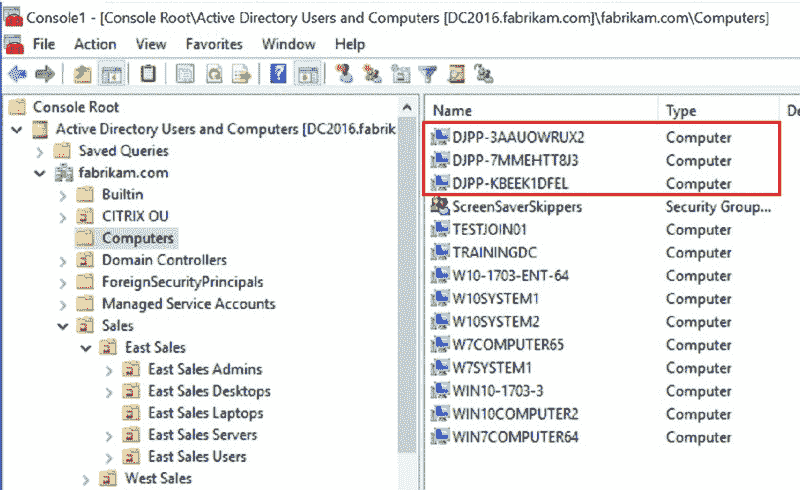 Console1 - [Console Root\Active Directory Users and Computers [DC2016.fabrikam.com]\fabrikam.com\Computers]
File Action View Favorites Window Help
Console Root
Active Directory Users and Computers [DC2016.fabrik
Saved Queries
fabrikam.com
Builtin
CITRIX OU
Computers
Domain Controllers
ForeignSecurityPrincipals
Managed Service Accounts
Sales
East Sales
East Sales Admins
East Sales Desktops
East Sales Laptops
East Sales Servers
East Sales Users
West Sales
Name Type De
DJPP-3AAUOWRUX2 Computer
DJPP-7MMEHTT8J3 Computer
DJPP-KBEEK1DFEL Computer
ScreenSaverSkippers Security Group...
TESTJOIN01 Computer
TRAININGDC Computer
W10-1703-ENT-64 Computer
W10SYSTEM1 Computer
W10SYSTEM2 Computer
W7COMPUTER65 Computer
W7SYSTEM1 Computer
WIN10-1703-3 Computer
WIN10COMPUTER2 Computer
WIN7COMPUTER64 Computer